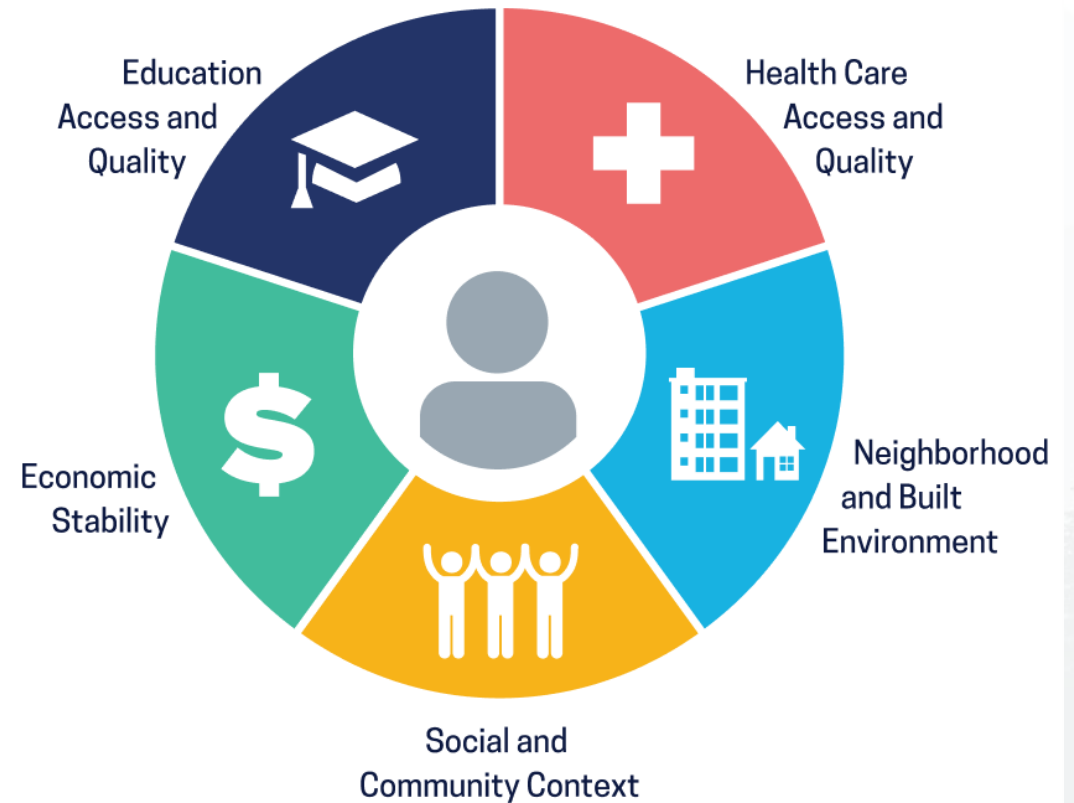 Education
Access and
Quality
Health Care
Access and
Quality
Economic
Stability
Neighborhood
and Built
Environment
Social and
Community Context